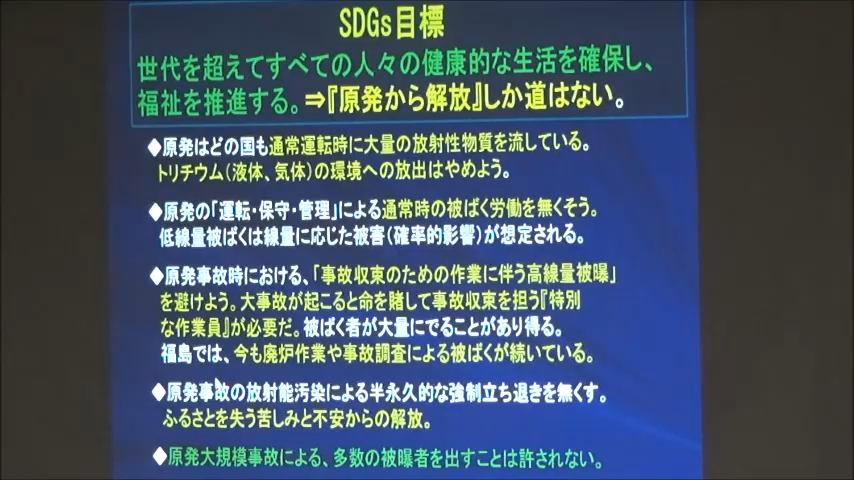 SDGs目標
世代を超えてすべての人々の健康的な生活を確保し、
福祉を推進する。⇒『原発から解放』しか道はない。
◆原発はどの国も通常運転時に大量の放射性物質を流している。
トリチウム（液体、気体）の環境への放出はやめよう。
◆原発の「運転・保守・管理」による通常時の被ばく労働を無くそう。
低線量被ばくは線量に応じた被害（確率的影響）が想定される。
◆原発事故時における、「事故収束のための作業に伴う高線量被曝」
を避けよう。大事故が起こると命を賭して事故収束を担う『特別
な作業員』が必要だ。被ばく者が大量にでることがあり得る。
福島では、今も廃炉作業や事故調査による被ばくが続いている。
◆原発事故の放射能汚染による半永久的な強制立ち退きを無くす。
ふるさとを失う苦しみと不安からの解放。
◆原発大規模事故による、多数の被曝者を出すことは許されない。